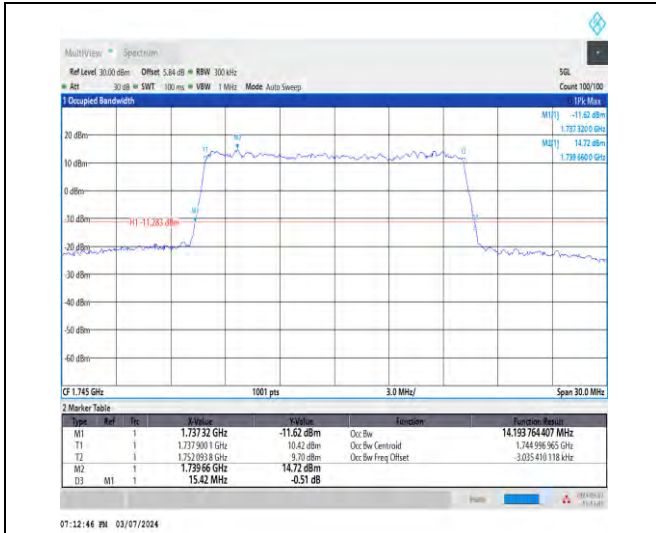 MultiView Spectrum
Ref Level 30.00 dBm Offset 5.84 dB RBW 300 kHz SGL
Att 30 dB SWT 100 ms VBW 1 MHz Mode Auto Sweep Count 100/100
1 Occupied Bandwidth 1Pk Max
M1[1] -11.62 dBm
1.737 320 0 GHz
20 dBm M2[1] 14.72 dBm
1.739 660 0 GHz
M2
T1 T2
10 dBm
0 dBm
M1
-10 dBm H1 -11.283 dBm
-20 dBm
-30 dBm
-40 dBm
-50 dBm
-60 dBm
CF 1.745 GHz 1001 pts 3.0 MHz/ Span 30.0 MHz
2 Marker Table
Type Ref Trc X-Value Y-Value Function Function Result
M1 1 1.737 32 GHz -11.62 dBm Occ Bw 14.193 764 407 MHz
T1 1 1.737 900 1 GHz 10.42 dBm Occ Bw Centroid 1.744 996 965 GHz
T2 1 1.752 093 8 GHz 9.70 dBm Occ Bw Freq Offset -3.035 410 118 kHz
M2 1 1.739 66 GHz 14.72 dBm
D3 M1 1 15.42 MHz -0.51 dB
07:12:46 PM 03/07/2024